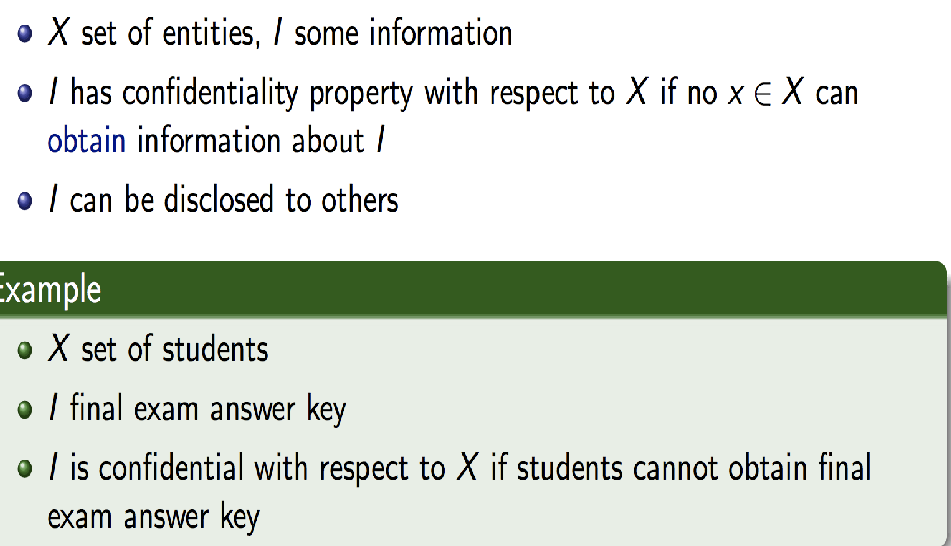 X set of entities, I some information
I has confidentiality property with respect to X if no x ∈ X can
obtain information about I
I can be disclosed to others
Example
X set of students
I final exam answer key
I is confidential with respect to X if students cannot obtain final
exam answer key